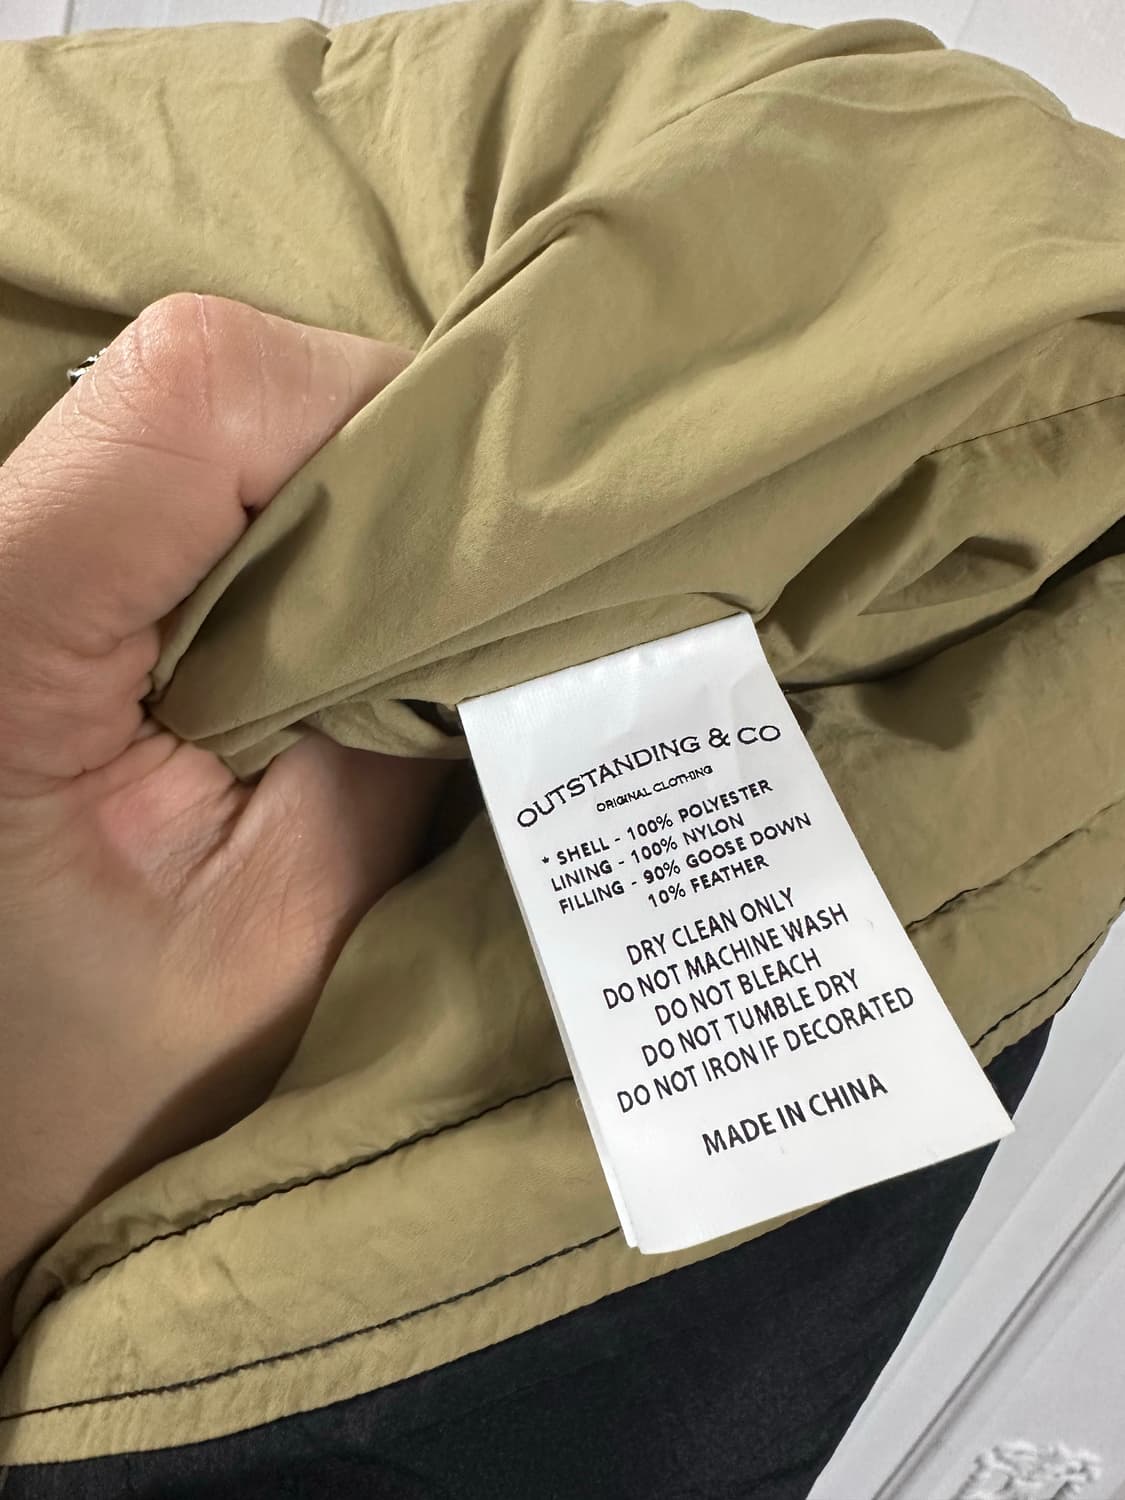 OUTSTANDING & CO
ORIGINAL CLOTHING
* SHELL - 100% POLYESTER
LINING - 100% NYLON
FILLING - 90% GOOSE DOWN
10% FEATHER
DRY CLEAN ONLY
DO NOT MACHINE WASH
DO NOT BLEACH
DO NOT TUMBLE DRY
DO NOT IRON IF DECORATED
MADE IN CHINA